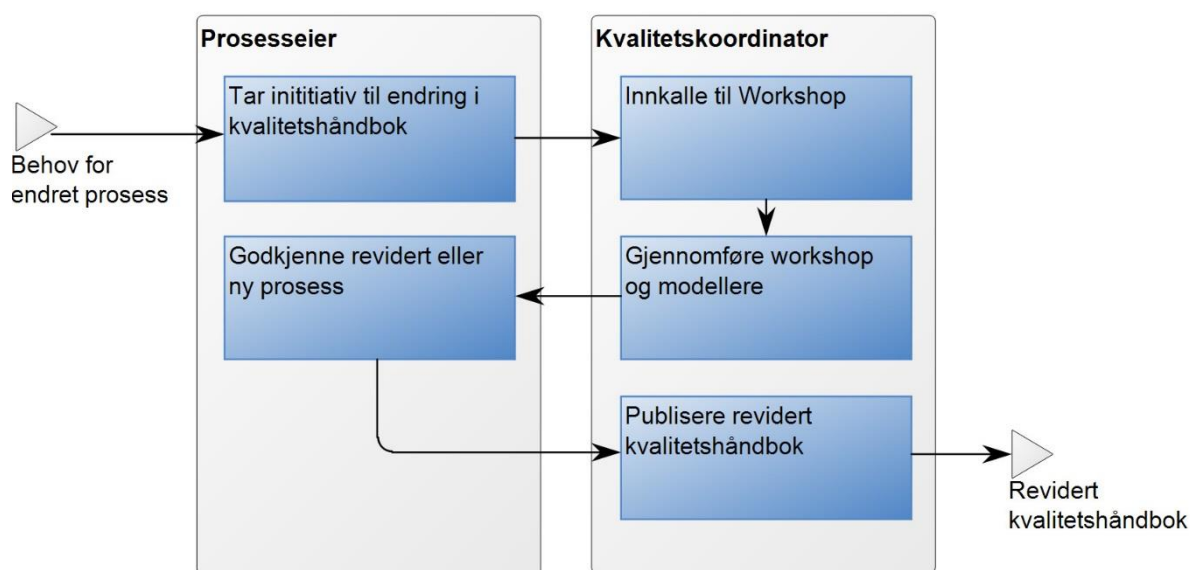 Prosesseier
Kvalitetskoordinator
Tar inititiativ til endring i
kvalitetshåndbok
Innkalle til Workshop
Behov for
endret prosess
Godkjenne revidert eller
ny prosess
Gjennomføre workshop
og modellere
Publisere revidert
kvalitetshåndbok
Revidert
kvalitetshåndbok